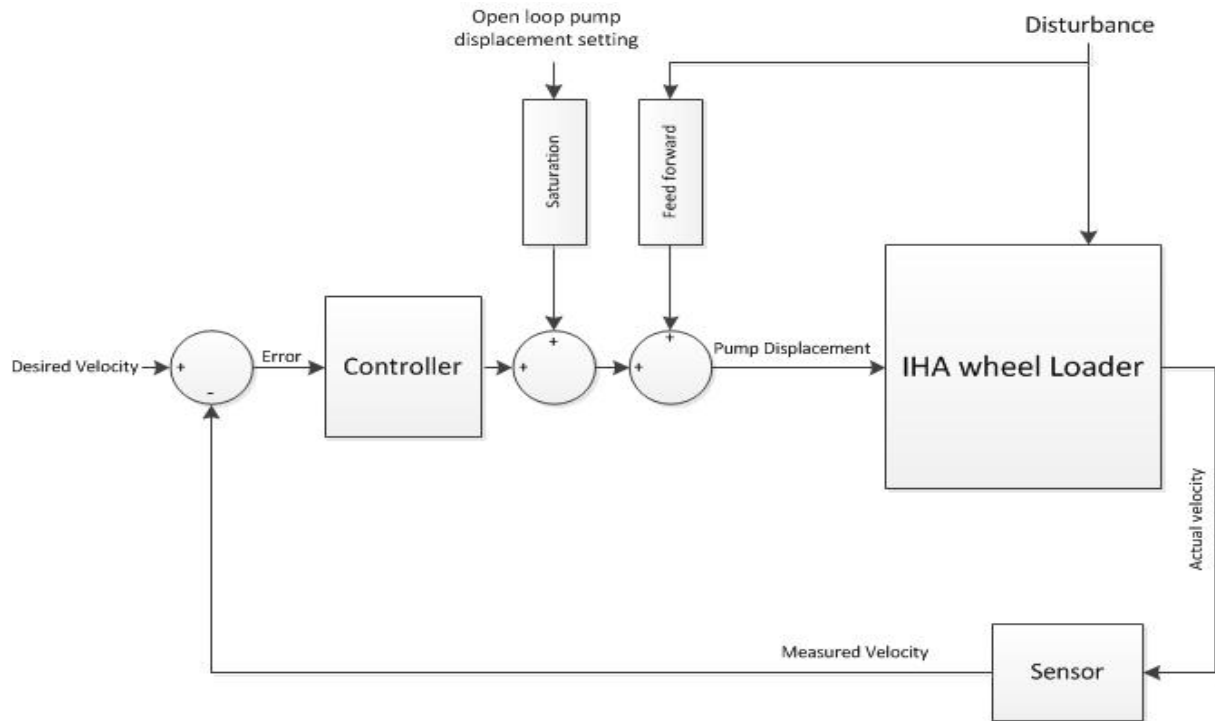 Open loop pump
displacement setting
Disturbance
Saturation
Feed forward
+
+
Desired Velocity
+
-
Error
Controller
+
+
Pump Displacement
IHA wheel Loader
Actual velocity
Measured Velocity
Sensor